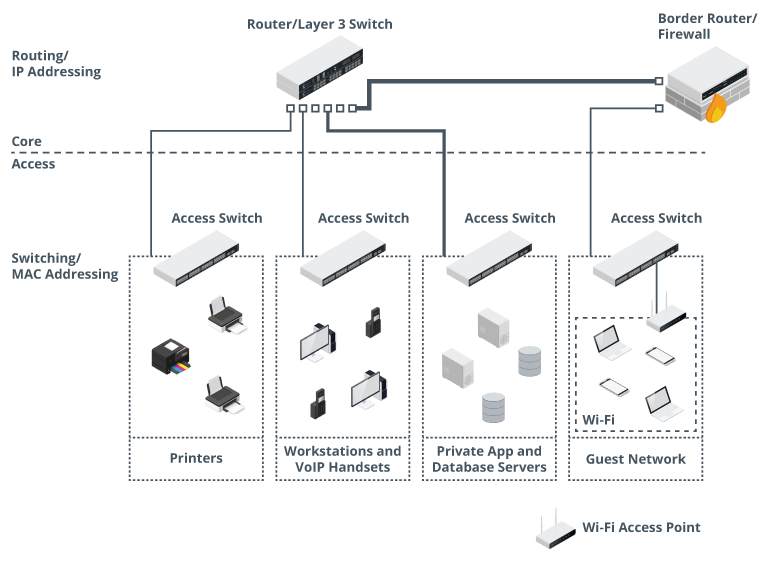 Router/Layer 3 Switch
Border Router/
Firewall
Routing/
IP Addressing
Core
Access
Access Switch
Access Switch
Access Switch
Access Switch
Switching/
MAC Addressing
Wi-Fi
Printers
Workstations and
VoIP Handsets
Private App and
Database Servers
Guest Network
Wi-Fi Access Point